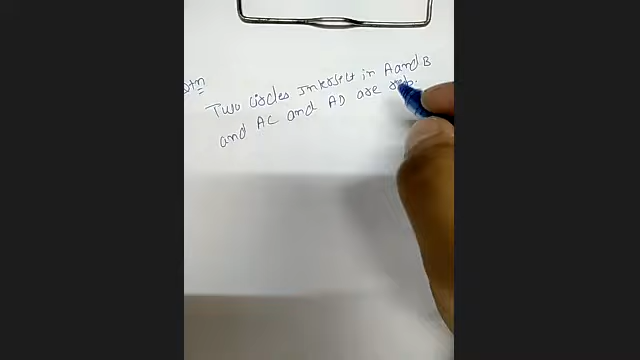 Two circles Intersect in A and B
and AC and AD are